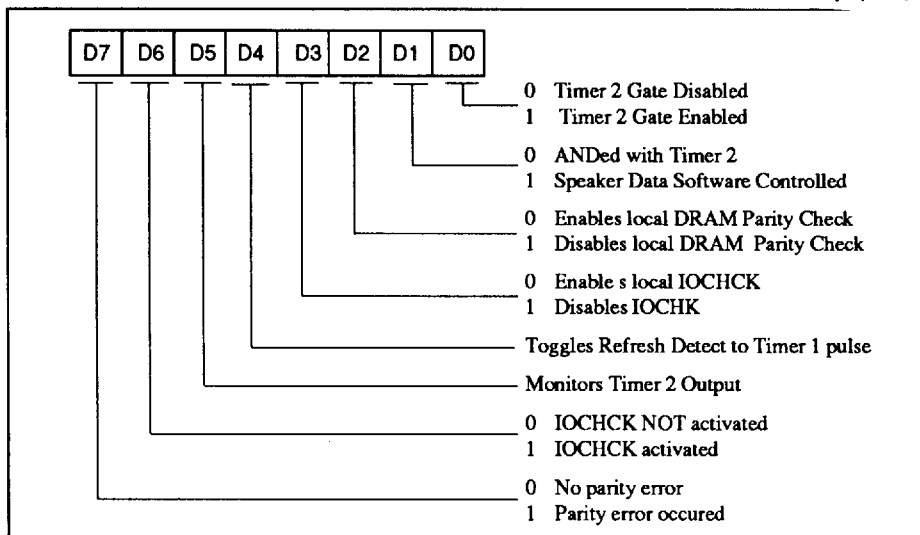 D7 D6 D5 D4 D3 D2 D1 D0
0 Timer 2 Gate Disabled
1 Timer 2 Gate Enabled
0 ANDed with Timer 2
1 Speaker Data Software Controlled
0 Enables local DRAM Parity Check
1 Disables local DRAM Parity Check
0 Enable s local IOCHCK
1 Disables IOCHK
Toggles Refresh Detect to Timer 1 pulse
Monitors Timer 2 Output
0 IOCHCK NOT activated
1 IOCHCK activated
0 No parity error
1 Parity error occured